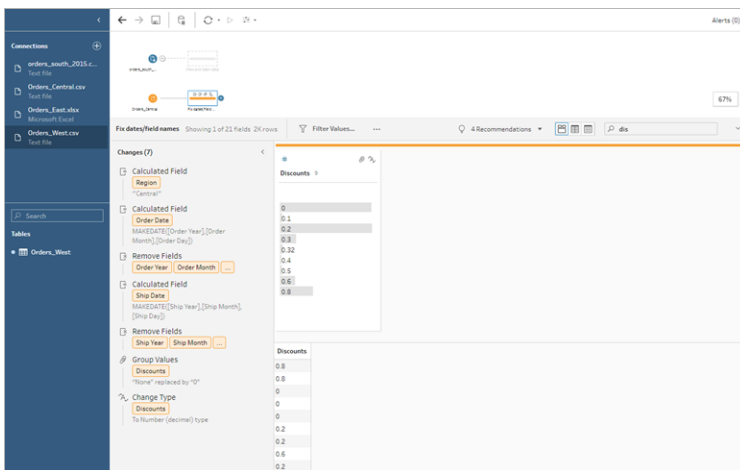 Alerts (0)
Connections
orders_south_2015.c...
Text file
Orders_Central.csv
Text file
Orders_East.xlsx
Microsoft Excel
Orders_West.csv
Text file
Search
Tables
Orders_West
orders_south_...
Orders_Central
Fix dates/field ...
67%
Fix dates/field names Showing 1 of 21 fields 2K rows
Filter Values...
...
4 Recommendations
dis
Changes (7)
Calculated Field
Region
"Central"
Calculated Field
Order Date
MAKEDATE([Order Year],[Order
Month],[Order Day])
Remove Fields
Order Year Order Month ...
Calculated Field
Ship Date
MAKEDATE([Ship Year],[Ship Month],
[Ship Day])
Remove Fields
Ship Year Ship Month ...
Group Values
Discounts
"None" replaced by "0"
Change Type
Discounts
To Number (decimal) type
Discounts 9
0
0.1
0.2
0.3
0.32
0.4
0.5
0.6
0.8
Discounts
0.8
0.8
0
0
0
0.2
0.2
0.6
0.2